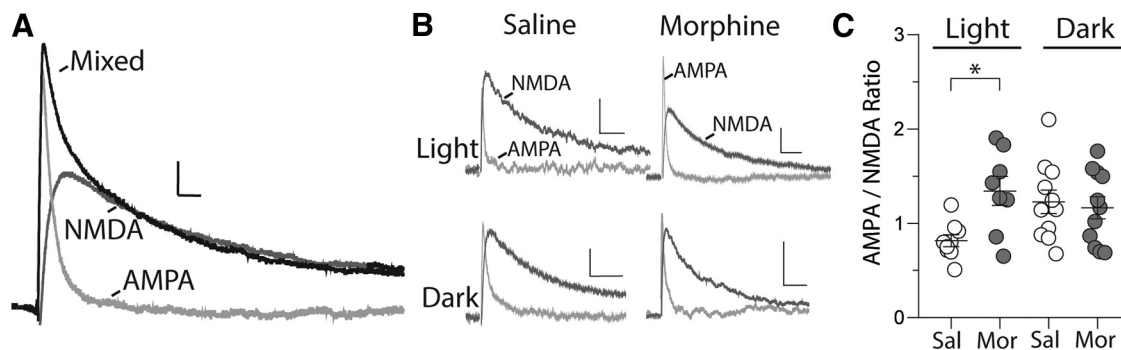 A
Mixed
NMDA
AMPA
B
Saline
Morphine
Light
NMDA
AMPA
AMPA
NMDA
Dark
C
Light
Dark
*
AMPA / NMDA Ratio
3
2
1
0
Sal
Mor
Sal
Mor